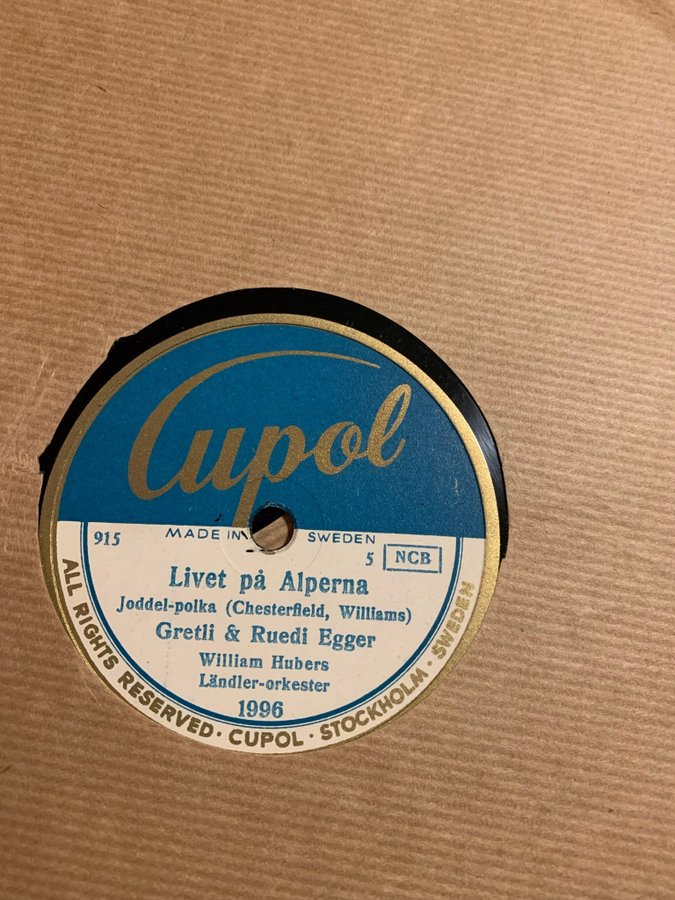 Cupol
MADE IN SWEDEN
915
5 NCB
Livet på Alperna
Joddel-polka (Chesterfield, Williams)
Gretli & Ruedi Egger
William Hubers
Ländler-orkester
1996
ALL RIGHTS RESERVED · CUPOL · STOCKHOLM · SWEDEN